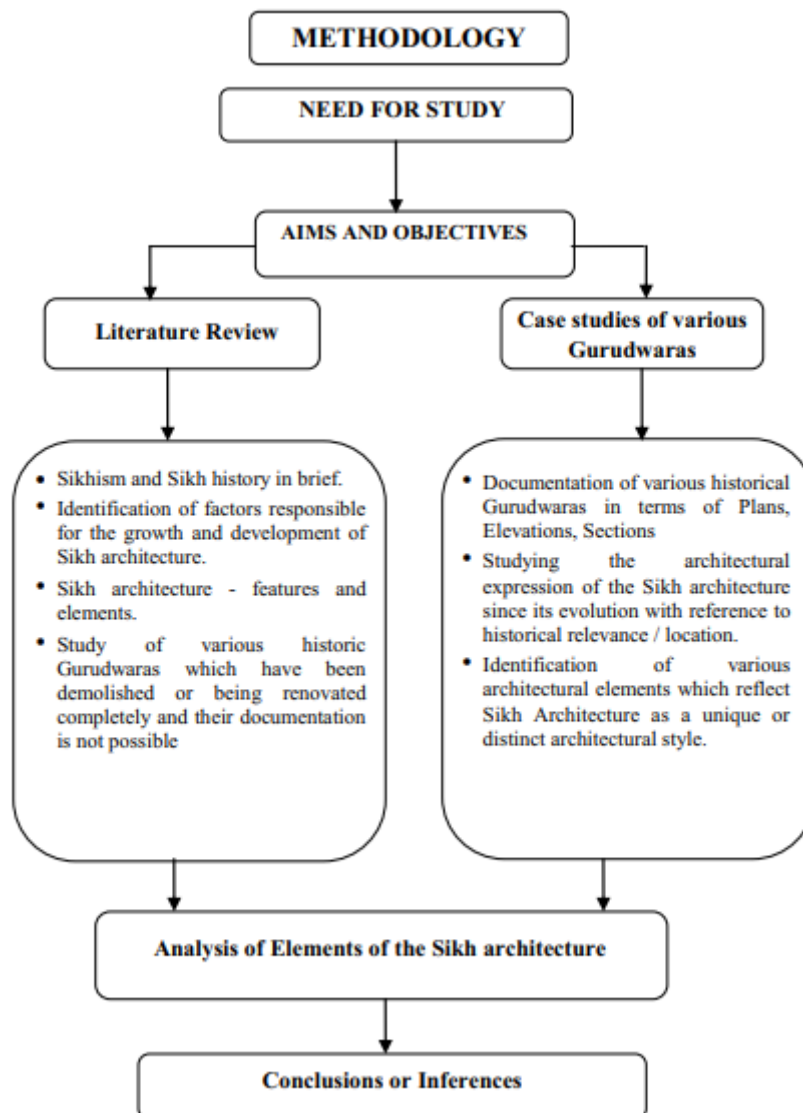 METHODOLOGY
NEED FOR STUDY
AIMS AND OBJECTIVES
Literature Review
Case studies of various
Gurudwaras
• Sikhism and Sikh history in brief.
• Identification of factors responsible
for the growth and development of
Sikh architecture.
• Sikh architecture - features and
elements.
• Study of various historic
Gurudwaras which have been
demolished or being renovated
completely and their documentation
is not possible
• Documentation of various historical
Gurudwaras in terms of Plans,
Elevations, Sections
• Studying the architectural
expression of the Sikh architecture
since its evolution with reference to
historical relevance / location.
• Identification of various
architectural elements which reflect
Sikh Architecture as a unique or
distinct architectural style.
Analysis of Elements of the Sikh architecture
Conclusions or Inferences